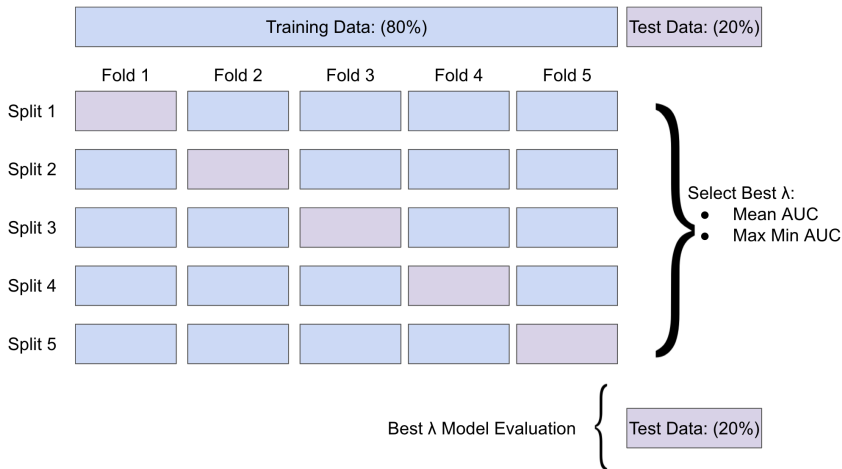 Training Data: (80%)
Test Data: (20%)
Fold 1
Fold 2
Fold 3
Fold 4
Fold 5
Split 1
Split 2
Split 3
Split 4
Split 5
Select Best λ:
● Mean AUC
● Max Min AUC
Best λ Model Evaluation
Test Data: (20%)